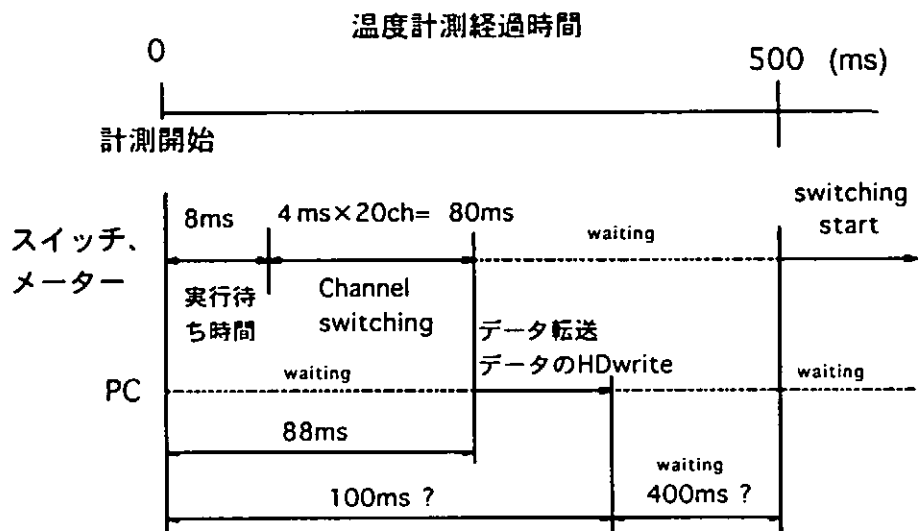 温度計測経過時間
0
500 (ms)
計測開始
switching
start
8ms
4ms×20ch= 80ms
waiting
スイッチ、
メーター
実行待
ち時間
Channel
switching
データ転送
データのHDwrite
PC
waiting
waiting
waiting
88ms
waiting
100ms ?
400ms ?